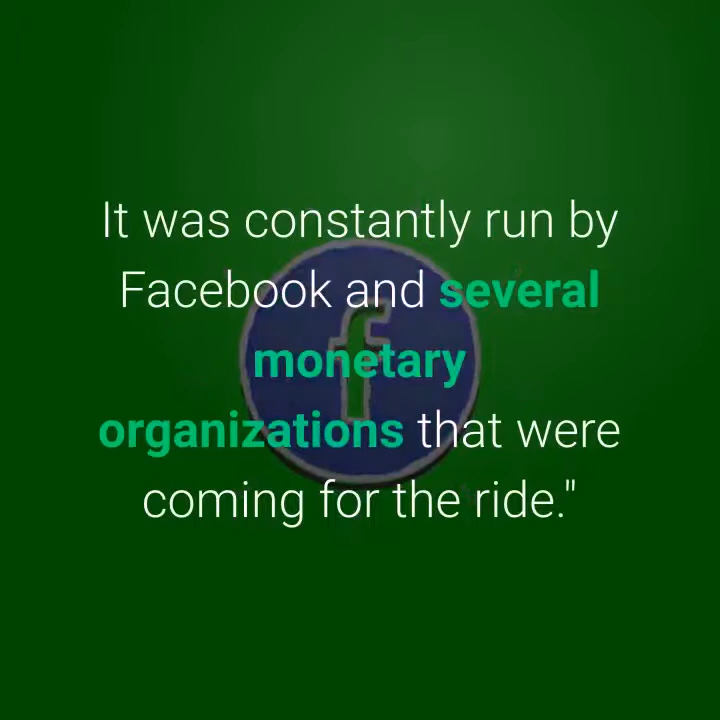 It was constantly run by
Facebook and several
monetary
organizations that were
coming for the ride."
f